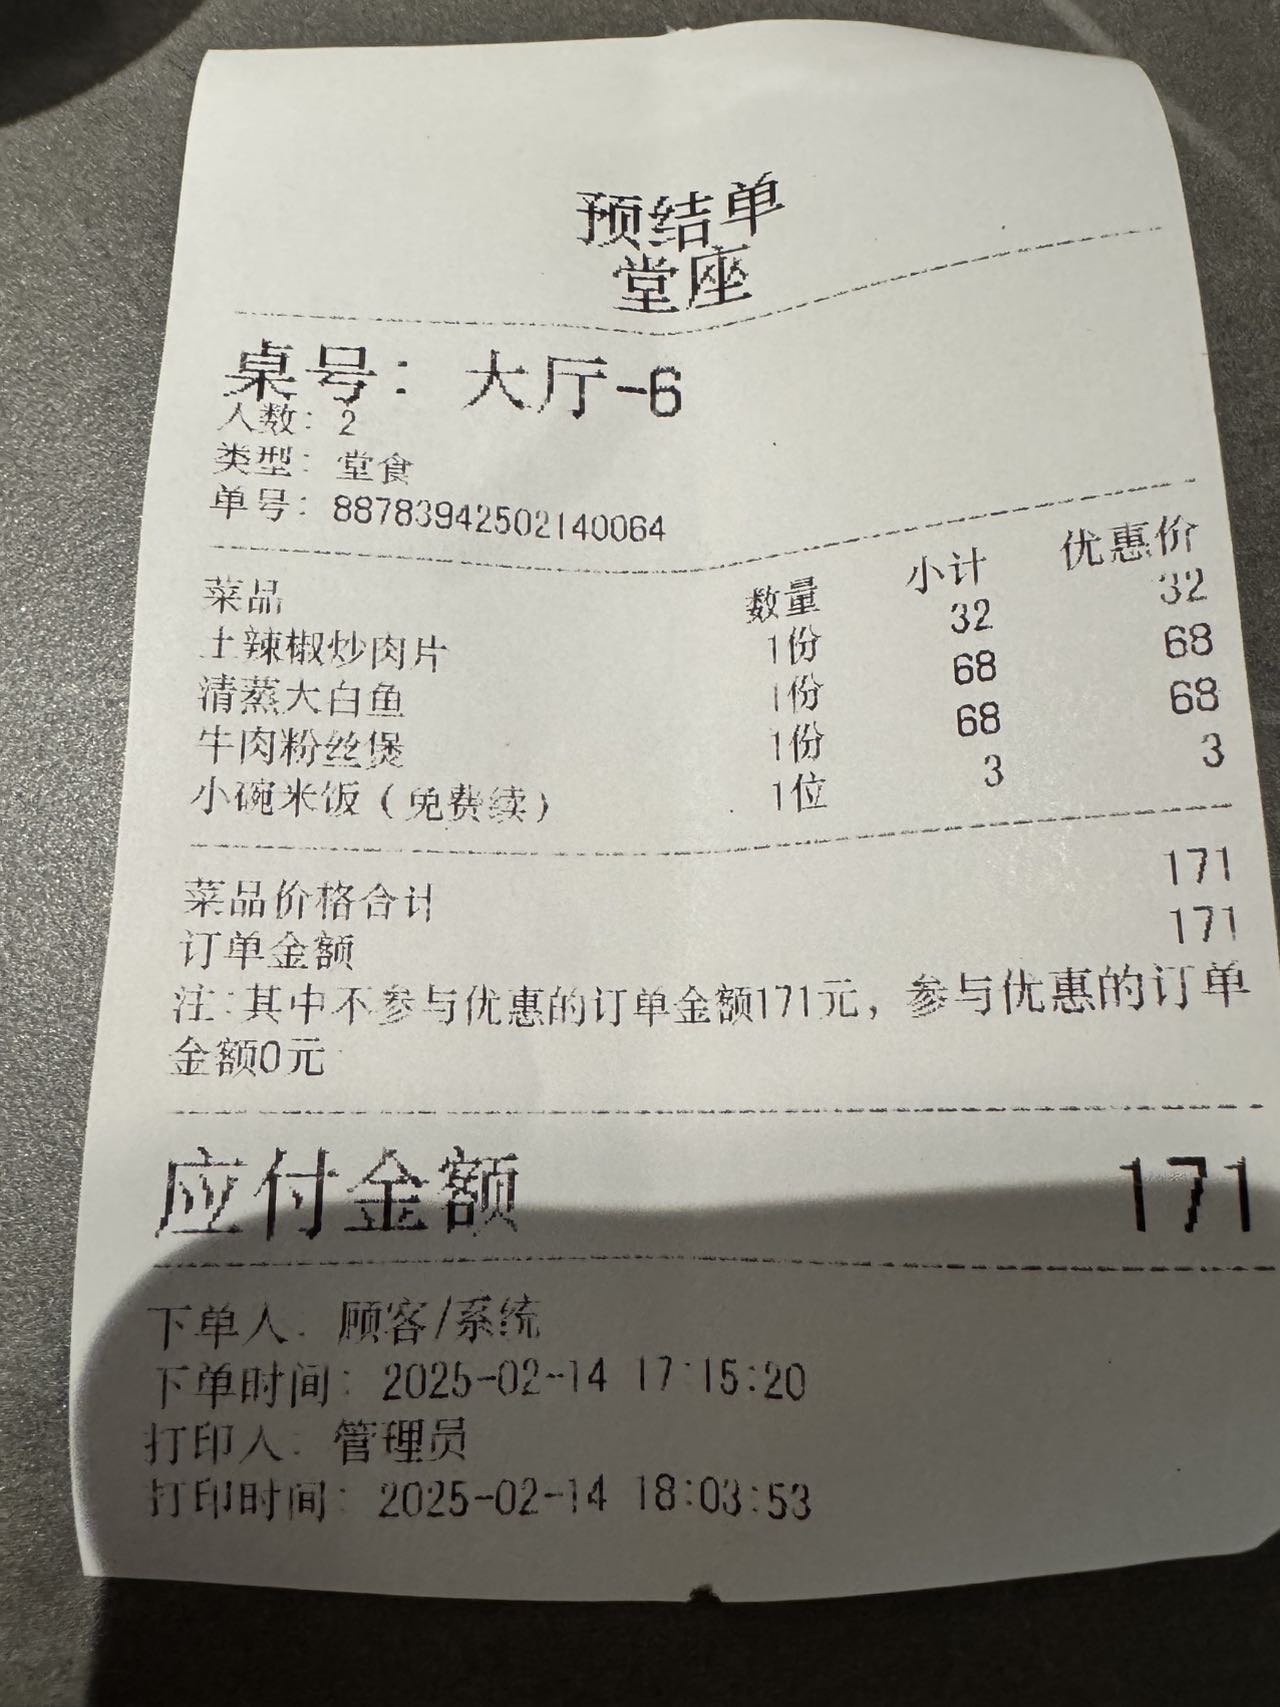 预结单
堂座
桌号：大厅-6
人数：2
类型：堂食
单号：88783942502140064
菜品 数量 小计 优惠价
土辣椒炒肉片 1份 32 32
清蒸大白鱼 1份 68 68
牛肉粉丝煲 1份 68 68
小碗米饭（免费续） 1位 3 3
菜品价格合计 171
订单金额 171
注：其中不参与优惠的订单金额171元，参与优惠的订单
金额0元
应付金额 171
下单人：顾客/系统
下单时间：2025-02-14 17:15:20
打印人：管理员
打印时间：2025-02-14 18:03:53